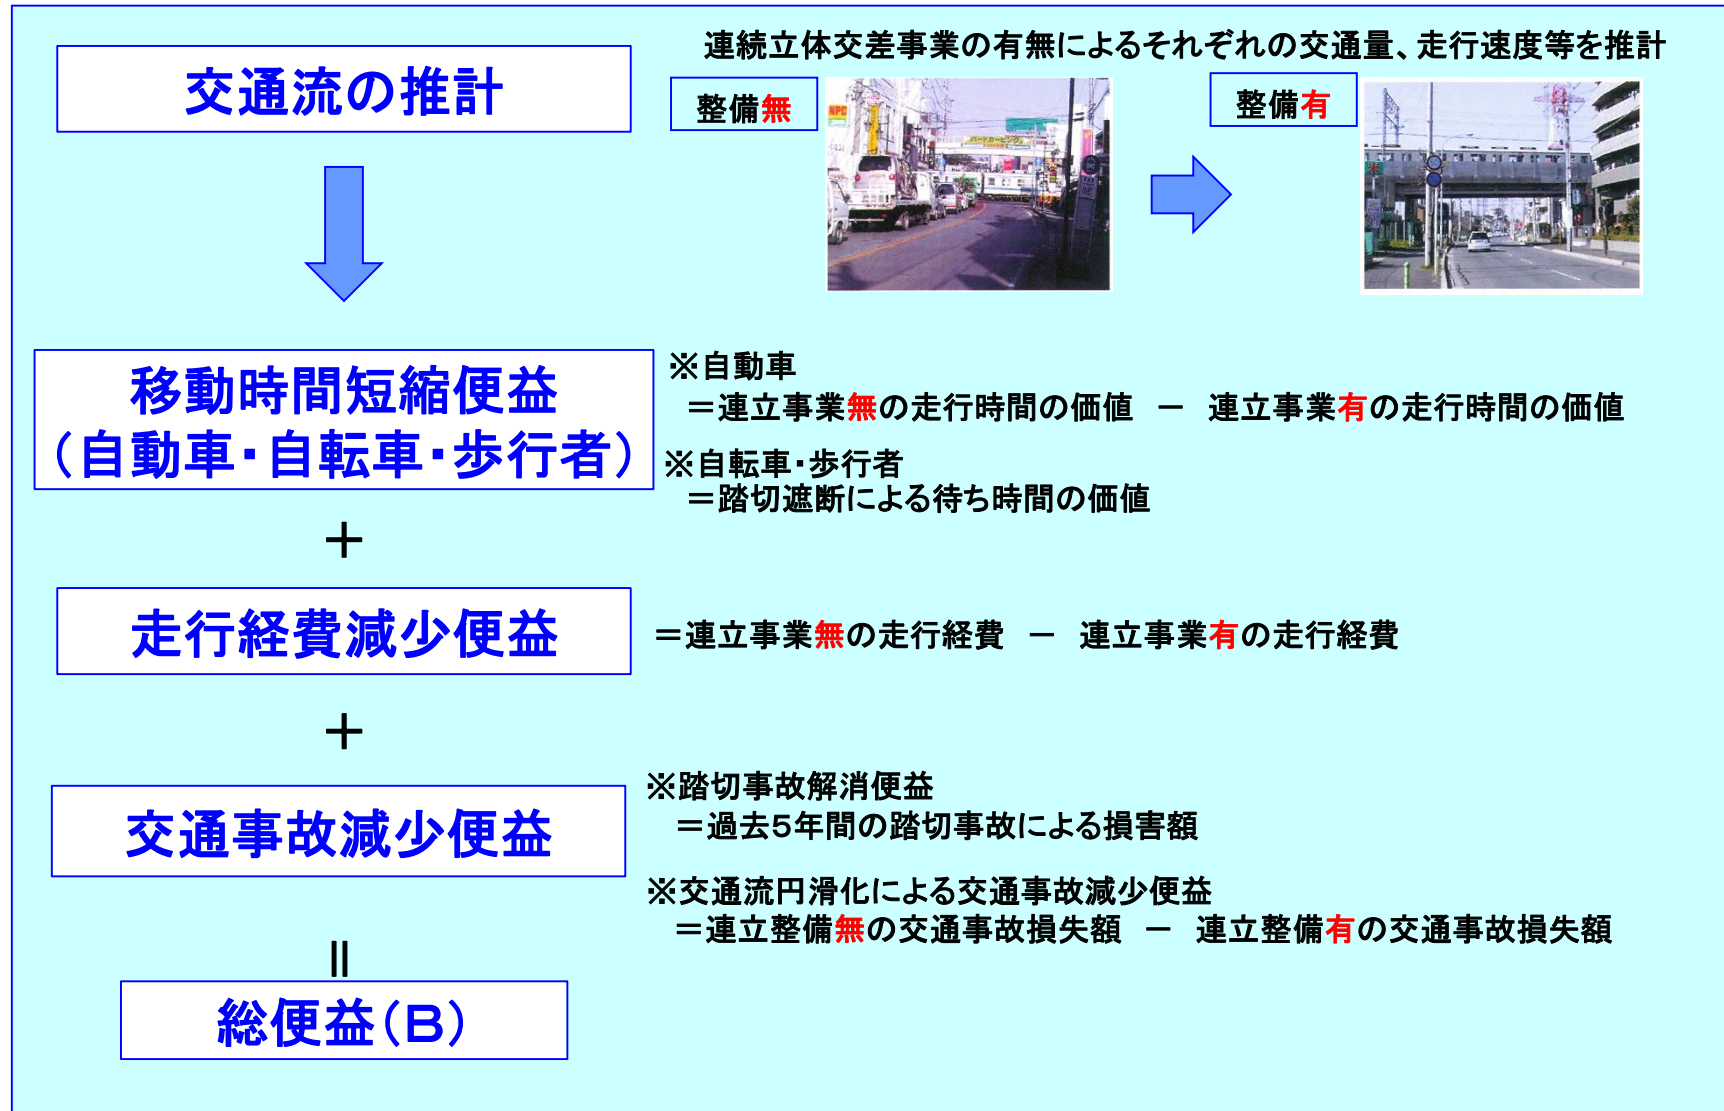 交通流の推計
連続立体交差事業の有無によるそれぞれの交通量、走行速度等を推計
整備無
整備有
NPC
移動時間短縮便益
（自動車・自転車・歩行者）
※自動車
＝連立事業無の走行時間の価値　－　連立事業有の走行時間の価値
※自転車・歩行者
＝踏切遮断による待ち時間の価値
＋
走行経費減少便益
＝連立事業無の走行経費　－　連立事業有の走行経費
＋
交通事故減少便益
※踏切事故解消便益
＝過去５年間の踏切事故による損害額
※交通流円滑化による交通事故減少便益
＝連立整備無の交通事故損失額　－　連立整備有の交通事故損失額
＝
総便益（Ｂ）